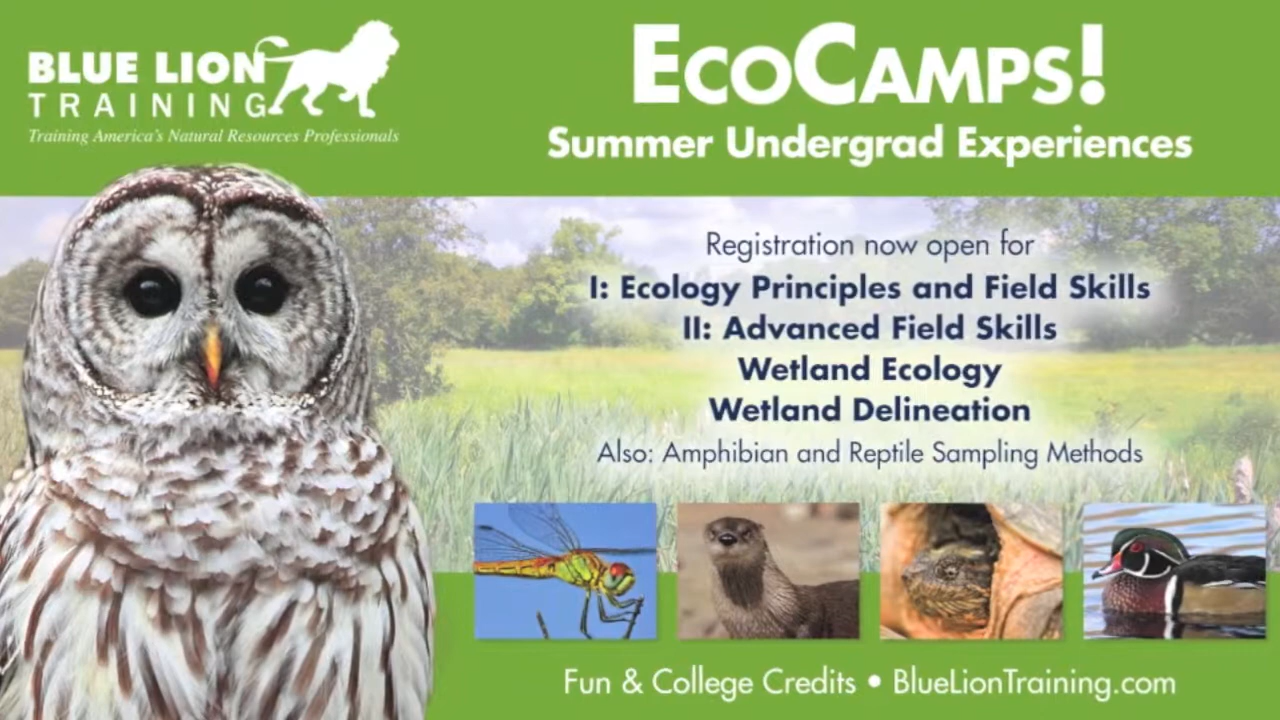 BLUE LION
TRAINING
Training America's Natural Resources Professionals
ECOCAMPS!
Summer Undergrad Experiences
Registration now open for
I: Ecology Principles and Field Skills
II: Advanced Field Skills
Wetland Ecology
Wetland Delineation
Also: Amphibian and Reptile Sampling Methods
Fun & College Credits • BlueLionTraining.com